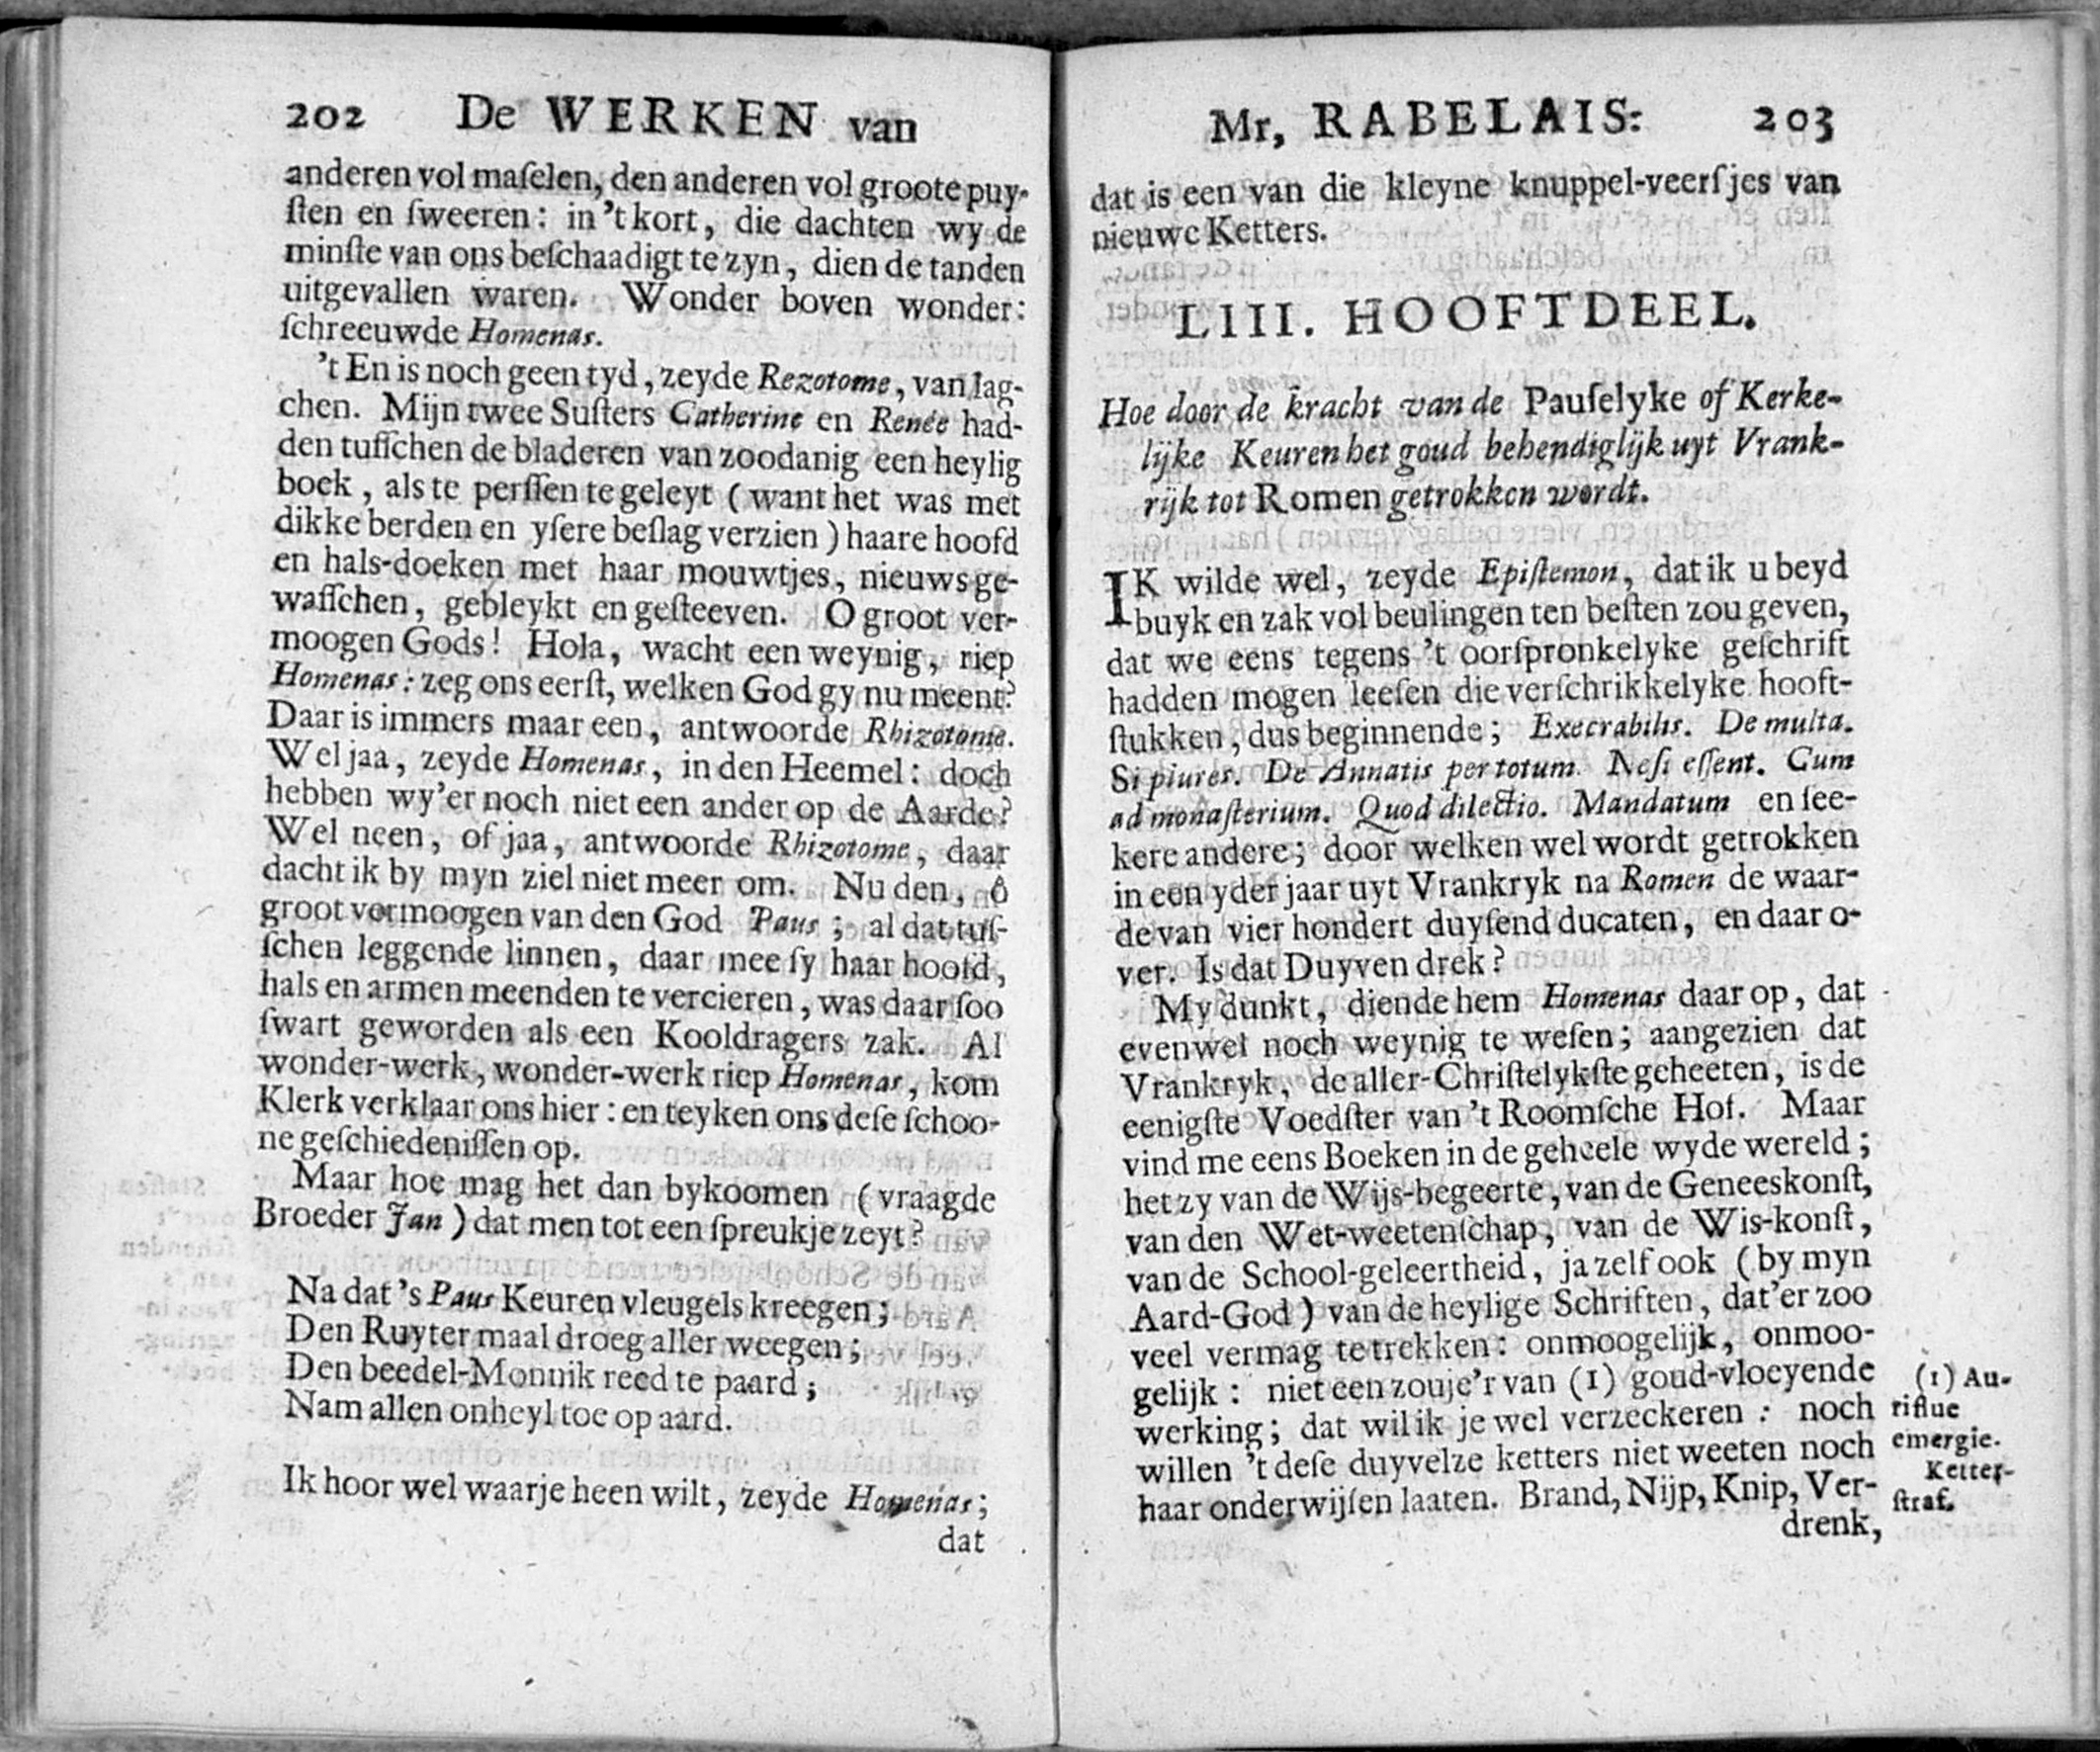 202 De WERKEN van
anderen vol maſelen, den anderen vol groote puy-
ſten en ſweeren: in 't kort, die dachten wy de
minſte van ons beſchaadigt te zyn, dien de tanden
uitgevallen waren. Wonder boven wonder:
ſchreeuwde Homenas.
't En is noch geen tyd, zeyde Rezotome, van lag-
chen. Mijn twee Suſters Catherine en Renée had-
den tuſſchen de bladeren van zoodanig een heylig
boek, als te perſſen te geleyt (want het was met
dikke berden en yſere beſlag verzien) haare hoofd
en hals-doeken met haar mouwtjes, nieuws ge-
waſſchen, gebleykt en geſteeven. O groot ver-
moogen Gods! Hola, wacht een weynig, riep
Homenas: zeg ons eerſt, welken God gy nu meent?
Daar is immers maar een, antwoorde Rhizotome.
Wel jaa, zeyde Homenas, in den Heemel: doch
hebben wy'er noch niet een ander op de Aarde?
Wel neen, of jaa, antwoorde Rhizotome, daar
dacht ik by myn ziel niet meer om. Nu den, ô
groot vermoogen van den God Paus; al dat tuſ-
ſchen leggende linnen, daar mee ſy haar hoofd,
hals en armen meenden te vercieren, was daar ſoo
ſwart geworden als een Kooldragers zak. Al
wonder-werk, wonder-werk riep Homenas, kom
Klerk verklaar ons hier: en teyken ons deſe ſchoo-
ne geſchiedeniſſen op.
Maar hoe mag het dan bykoomen (vraagde
Broeder Jan) dat men tot een ſpreukje zeyt?
Na dat 's Paus Keuren vleugels kreegen;
Den Ruyter maal droeg aller weegen;
Den beedel-Monnik reed te paard;
Nam allen onheyl toe op aard.
Ik hoor wel waarje heen wilt, zeyde Homenas;
dat
Mr, RABELAIS: 203
dat is een van die kleyne knuppel-veerſjes van
nieuwe Ketters.
LIII. HOOFTDEEL.
Hoe door de kracht van de Pauſelyke of Kerke-
lijke Keuren het goud behendiglijk uyt Vrank-
rijk tot Romen getrokken wordt.
IK wilde wel, zeyde Epiſtemon, dat ik u beyd
buyk en zak vol beulingen ten beſten zou geven,
dat we eens tegens 't oorſpronkelyke geſchrift
hadden mogen leeſen die verſchrikkelyke hooft-
ſtukken, dus beginnende; Execrabilis. De multa.
Si plures. De Annatis per totum. Neſi eſſent. Cum
ad monaſterium. Quod dilectio. Mandatum en ſee-
kere andere; door welken wel wordt getrokken
in een yder jaar uyt Vrankryk na Romen de waar-
de van vier hondert duyſend ducaten, en daar o-
ver. Is dat Duyven drek?
My dunkt, diende hem Homenas daar op, dat
evenwel noch weynig te weſen; aangezien dat
Vrankryk, de aller-Chriſtelykſte geheeten, is de
eenigſte Voedſter van 't Roomſche Hof. Maar
vind me eens Boeken in de geheele wyde wereld;
het zy van de Wijs-begeerte, van de Geneeskonſt,
van den Wet-weetenſchap, van de Wis-konſt,
van de School-geleertheid, ja zelf ook (by myn
Aard-God) van de heylige Schriften, dat'er zoo
veel vermag te trekken: onmoogelijk, onmoo-
gelijk: niet een zouje'r van (1) goud-vloeyende
werking; dat wil ik je wel verzeckeren: noch
willen 't deſe duyvelze ketters niet weeten noch
haar onderwijſen laaten. Brand, Nijp, Knip, Ver-
drenk,
(1) Au-
riflue
emergie.
Ketter-
ſtraf.